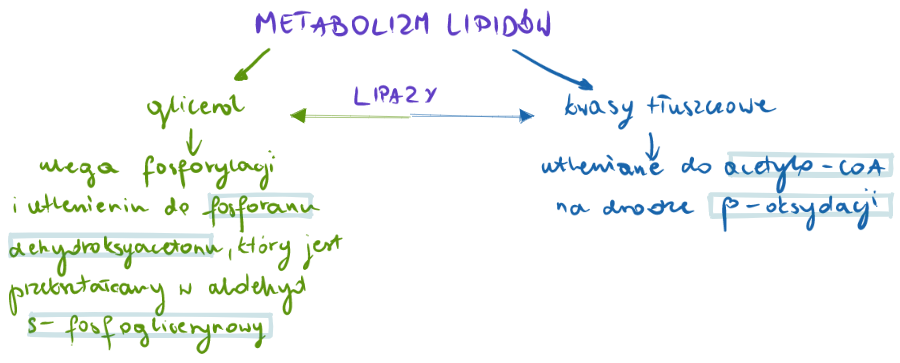 METABOLIZM LIPIDÓW
LIPAZY
glicerol
ulega fosforylacji
i utlenieniu do fosforanu
dehydroksyacetonu, który jest
przekształcany w aldehyd
3-fosfoglicerynowy
kwasy tłuszczowe
utleniane do acetylo-CoA
na drodze β-oksydacji